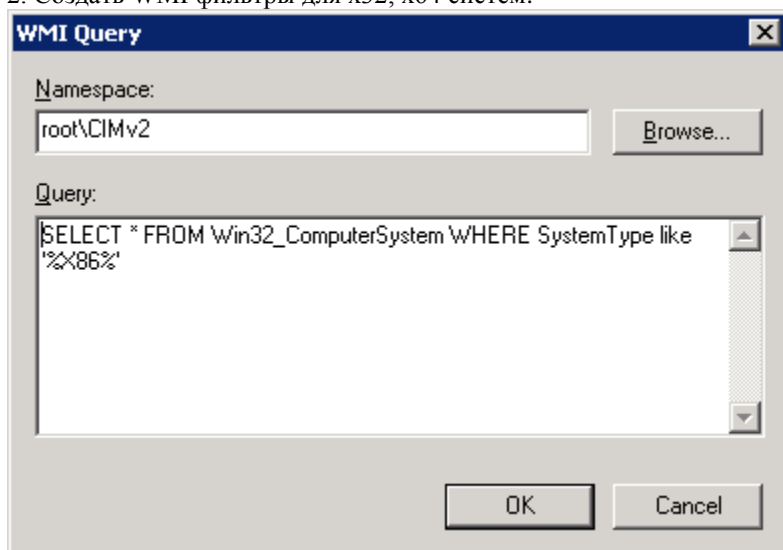 2. Создать WMI фильтры для x32, x64 систем.
WMI Query
Namespace:
root\CIMv2
Browse...
Query:
SELECT * FROM Win32_ComputerSystem WHERE SystemType like
'%X86%'
OK
Cancel